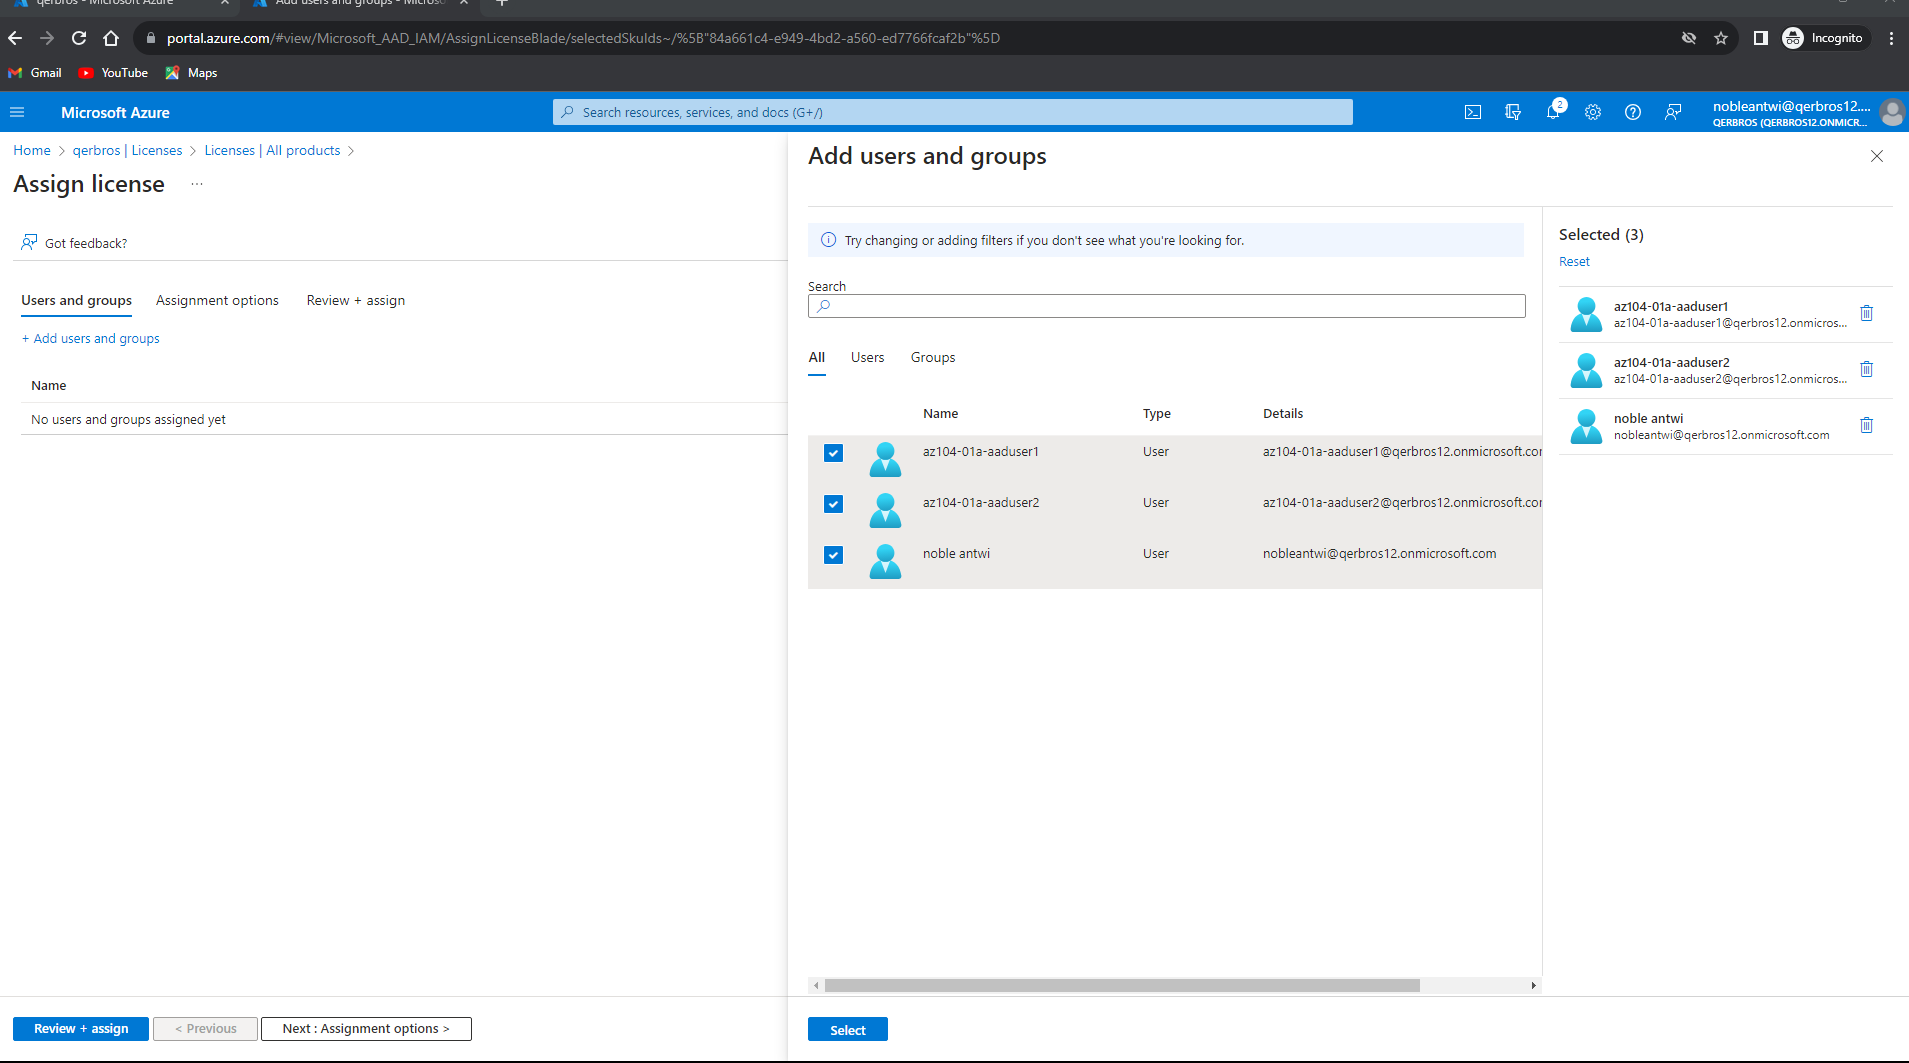 qerbros - Microsoft Azure
Add users and groups - Microso
portal.azure.com/#view/Microsoft_AAD_IAM/AssignLicenseBlade/selectedSkuIds~/%5B"84a661c4-e949-4bd2-a560-ed7766fcaf2b"%5D
Incognito
Gmail
YouTube
Maps
Microsoft Azure
Search resources, services, and docs (G+/)
2
nobleantwi@qerbros12....
QERBROS (QERBROS12.ONMICR...
Home > qerbros | Licenses > Licenses | All products >
Assign license
...
Got feedback?
Users and groups
Assignment options
Review + assign
+ Add users and groups
Name
No users and groups assigned yet
Review + assign
< Previous
Next : Assignment options >
Add users and groups
Try changing or adding filters if you don't see what you're looking for.
Search
All
Users
Groups
Name
Type
Details
az104-01a-aaduser1
User
az104-01a-aaduser1@qerbros12.onmicrosoft.com
az104-01a-aaduser2
User
az104-01a-aaduser2@qerbros12.onmicrosoft.com
noble antwi
User
nobleantwi@qerbros12.onmicrosoft.com
Select
Selected (3)
Reset
az104-01a-aaduser1
az104-01a-aaduser1@qerbros12.onmicros...
az104-01a-aaduser2
az104-01a-aaduser2@qerbros12.onmicros...
noble antwi
nobleantwi@qerbros12.onmicrosoft.com